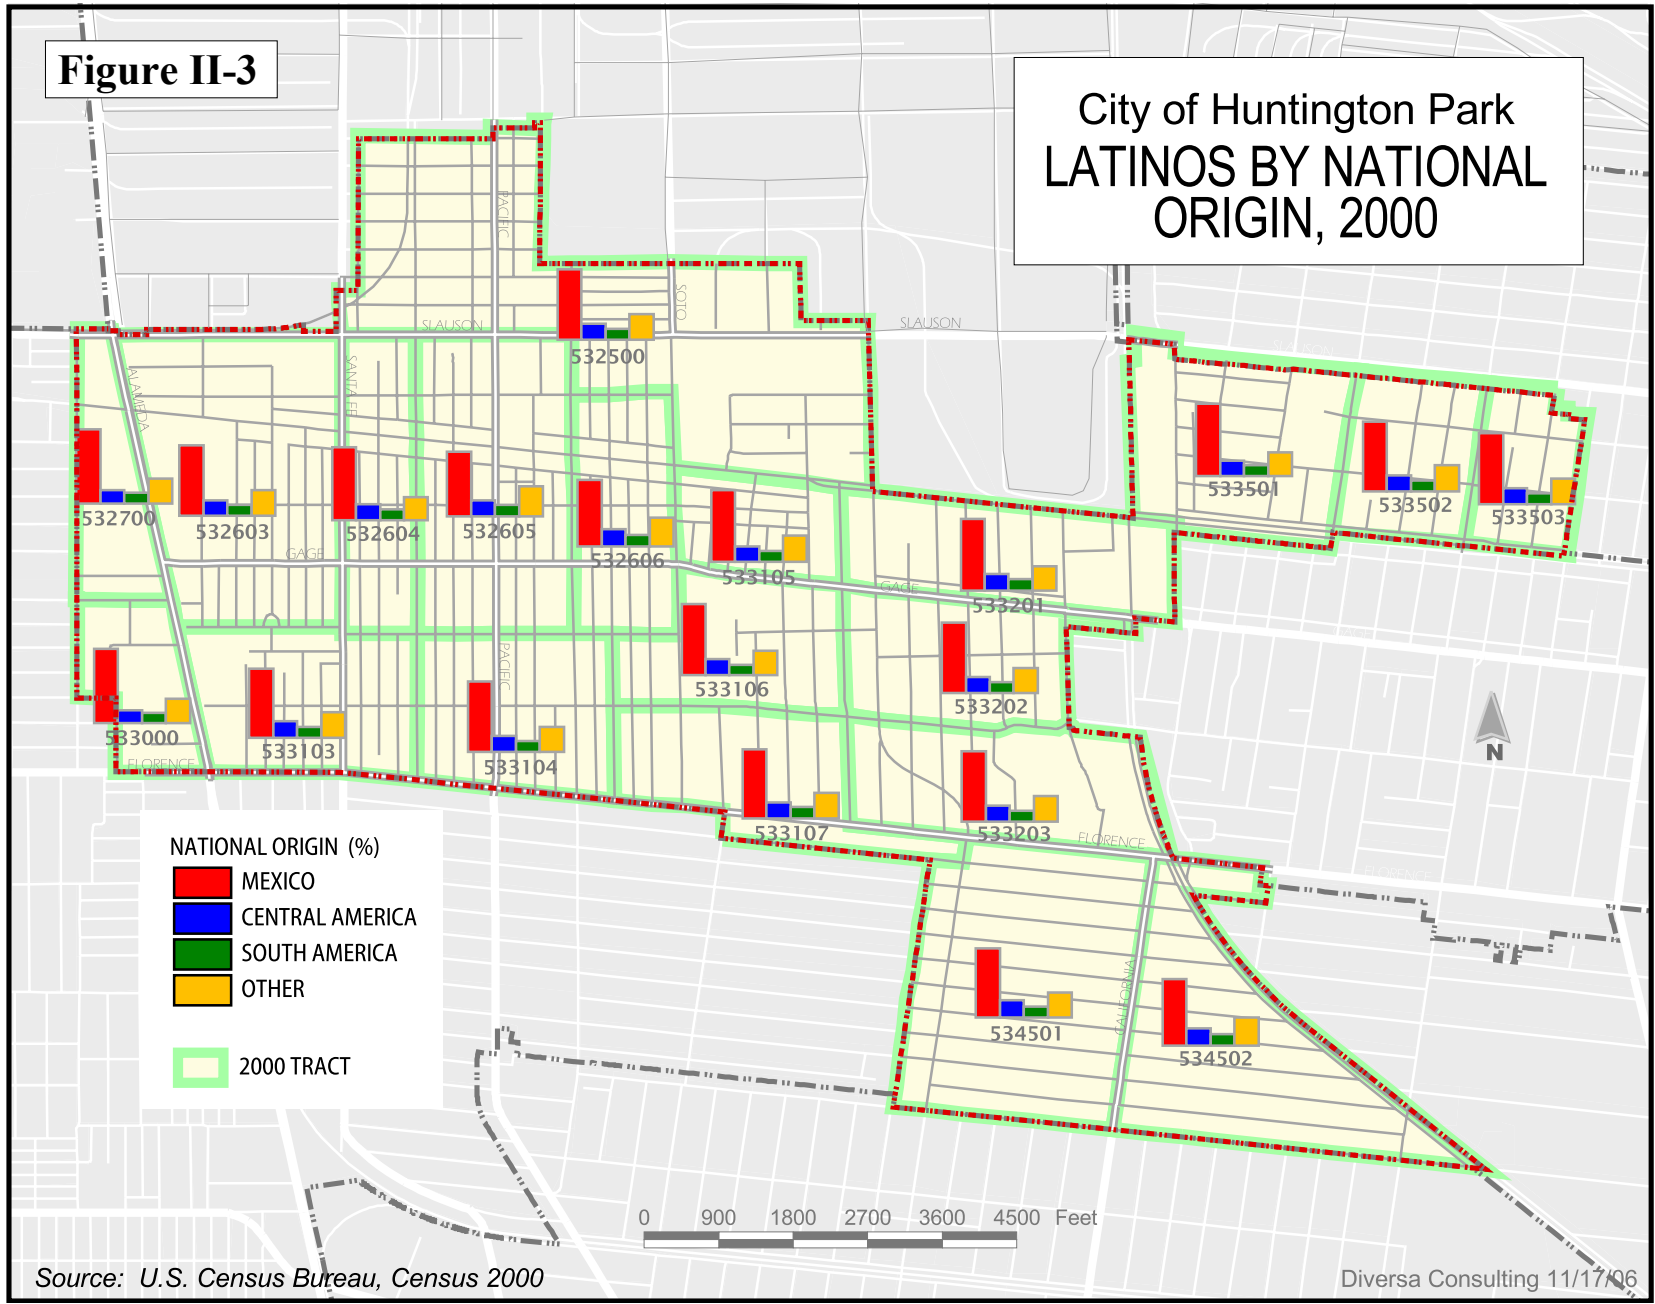 Figure II-3
City of Huntington Park
LATINOS BY NATIONAL
ORIGIN, 2000
PACIFIC
SOTO
SLAUSON
SLAUSON
SLAUSON
532500
SANTA FE
ALAMEDA
533501
533502
533503
532700
532603
532604
532605
532606
533105
GAGE
GAGE
533201
PACIFIC
533106
533202
533000
533103
533104
FLORENCE
533107
533203
FLORENCE
FLORENCE
N
NATIONAL ORIGIN (%)
MEXICO
CENTRAL AMERICA
SOUTH AMERICA
OTHER
2000 TRACT
CALIFORNIA
534501
534502
0 900 1800 2700 3600 4500 Feet
Source: U.S. Census Bureau, Census 2000
Diversa Consulting 11/17/06